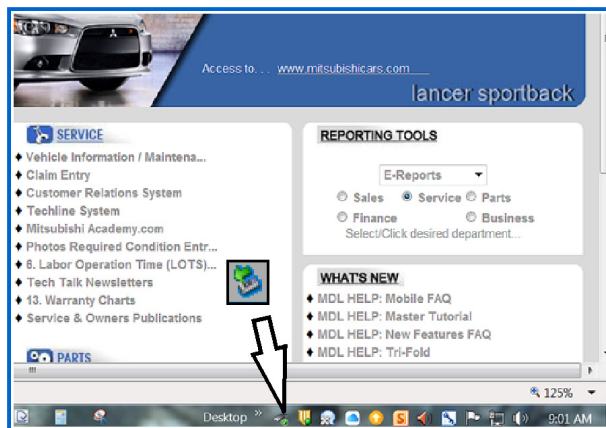 Access to. . . www.mitsubishicars.com
lancer sportback
SERVICE
♦ Vehicle Information / Maintena...
♦ Claim Entry
♦ Customer Relations System
♦ Techline System
♦ Mitsubishi Academy.com
♦ Photos Required Condition Entr...
♦ 6. Labor Operation Time (LOTS)...
♦ Tech Talk Newsletters
♦ 13. Warranty Charts
♦ Service & Owners Publications
PARTS
REPORTING TOOLS
E-Reports
Sales Service Parts
Finance Business
Select/Click desired department...
WHAT'S NEW
♦ MDL HELP: Mobile FAQ
♦ MDL HELP: Master Tutorial
♦ MDL HELP: New Features FAQ
♦ MDL HELP: Tri-Fold
125%
Desktop » 9:01 AM